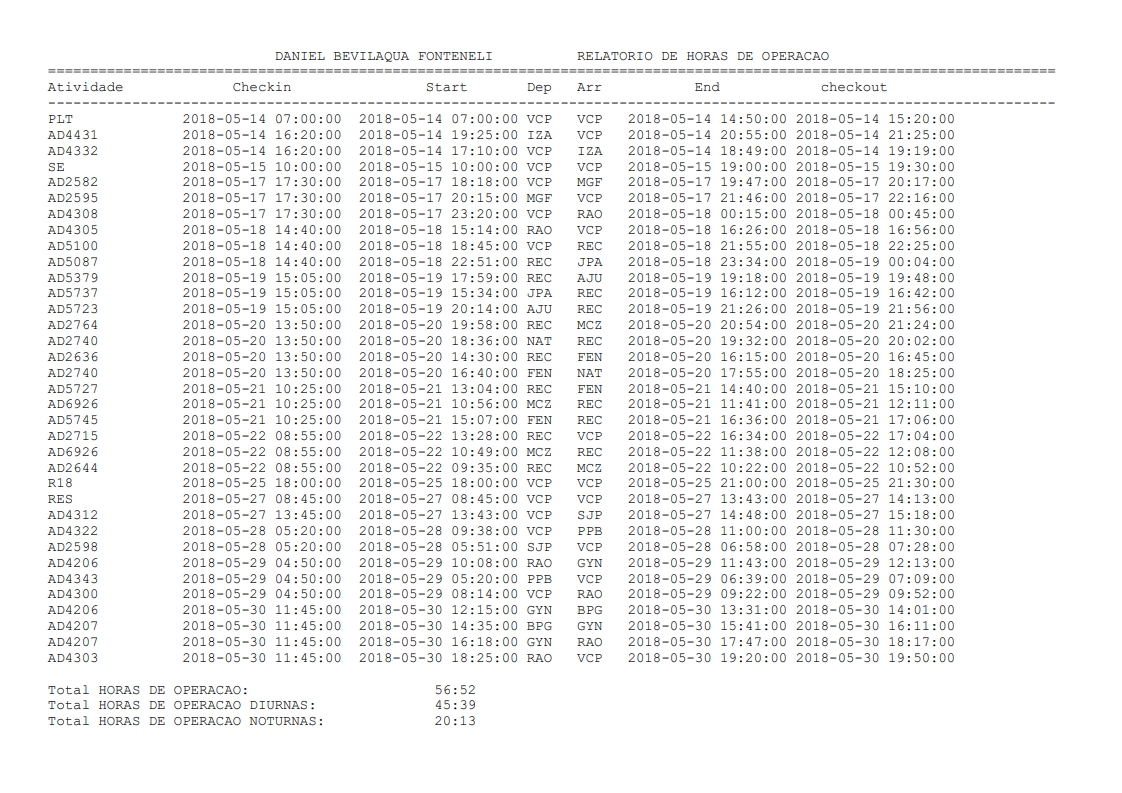 DANIEL BEVILAQUA FONTENELI RELATORIO DE HORAS DE OPERACAO
========================================================================================================================
Atividade Checkin Start Dep Arr End checkout
------------------------------------------------------------------------------------------------------------------------
PLT 2018-05-14 07:00:00 2018-05-14 07:00:00 VCP VCP 2018-05-14 14:50:00 2018-05-14 15:20:00
AD4431 2018-05-14 16:20:00 2018-05-14 19:25:00 IZA VCP 2018-05-14 20:55:00 2018-05-14 21:25:00
AD4332 2018-05-14 16:20:00 2018-05-14 17:10:00 VCP IZA 2018-05-14 18:49:00 2018-05-14 19:19:00
SE 2018-05-15 10:00:00 2018-05-15 10:00:00 VCP VCP 2018-05-15 19:00:00 2018-05-15 19:30:00
AD2582 2018-05-17 17:30:00 2018-05-17 18:18:00 VCP MGF 2018-05-17 19:47:00 2018-05-17 20:17:00
AD2595 2018-05-17 17:30:00 2018-05-17 20:15:00 MGF VCP 2018-05-17 21:46:00 2018-05-17 22:16:00
AD4308 2018-05-17 17:30:00 2018-05-17 23:20:00 VCP RAO 2018-05-18 00:15:00 2018-05-18 00:45:00
AD4305 2018-05-18 14:40:00 2018-05-18 15:14:00 RAO VCP 2018-05-18 16:26:00 2018-05-18 16:56:00
AD5100 2018-05-18 14:40:00 2018-05-18 18:45:00 VCP REC 2018-05-18 21:55:00 2018-05-18 22:25:00
AD5087 2018-05-18 14:40:00 2018-05-18 22:51:00 REC JPA 2018-05-18 23:34:00 2018-05-19 00:04:00
AD5379 2018-05-19 15:05:00 2018-05-19 17:59:00 REC AJU 2018-05-19 19:18:00 2018-05-19 19:48:00
AD5737 2018-05-19 15:05:00 2018-05-19 15:34:00 JPA REC 2018-05-19 16:12:00 2018-05-19 16:42:00
AD5723 2018-05-19 15:05:00 2018-05-19 20:14:00 AJU REC 2018-05-19 21:26:00 2018-05-19 21:56:00
AD2764 2018-05-20 13:50:00 2018-05-20 19:58:00 REC MCZ 2018-05-20 20:54:00 2018-05-20 21:24:00
AD2740 2018-05-20 13:50:00 2018-05-20 18:36:00 NAT REC 2018-05-20 19:32:00 2018-05-20 20:02:00
AD2636 2018-05-20 13:50:00 2018-05-20 14:30:00 REC FEN 2018-05-20 16:15:00 2018-05-20 16:45:00
AD2740 2018-05-20 13:50:00 2018-05-20 16:40:00 FEN NAT 2018-05-20 17:55:00 2018-05-20 18:25:00
AD5727 2018-05-21 10:25:00 2018-05-21 13:04:00 REC FEN 2018-05-21 14:40:00 2018-05-21 15:10:00
AD6926 2018-05-21 10:25:00 2018-05-21 10:56:00 MCZ REC 2018-05-21 11:41:00 2018-05-21 12:11:00
AD5745 2018-05-21 10:25:00 2018-05-21 15:07:00 FEN REC 2018-05-21 16:36:00 2018-05-21 17:06:00
AD2715 2018-05-22 08:55:00 2018-05-22 13:28:00 REC VCP 2018-05-22 16:34:00 2018-05-22 17:04:00
AD6926 2018-05-22 08:55:00 2018-05-22 10:49:00 MCZ REC 2018-05-22 11:38:00 2018-05-22 12:08:00
AD2644 2018-05-22 08:55:00 2018-05-22 09:35:00 REC MCZ 2018-05-22 10:22:00 2018-05-22 10:52:00
R18 2018-05-25 18:00:00 2018-05-25 18:00:00 VCP VCP 2018-05-25 21:00:00 2018-05-25 21:30:00
RES 2018-05-27 08:45:00 2018-05-27 08:45:00 VCP VCP 2018-05-27 13:43:00 2018-05-27 14:13:00
AD4312 2018-05-27 13:45:00 2018-05-27 13:43:00 VCP SJP 2018-05-27 14:48:00 2018-05-27 15:18:00
AD4322 2018-05-28 05:20:00 2018-05-28 09:38:00 VCP PPB 2018-05-28 11:00:00 2018-05-28 11:30:00
AD2598 2018-05-28 05:20:00 2018-05-28 05:51:00 SJP VCP 2018-05-28 06:58:00 2018-05-28 07:28:00
AD4206 2018-05-29 04:50:00 2018-05-29 10:08:00 RAO GYN 2018-05-29 11:43:00 2018-05-29 12:13:00
AD4343 2018-05-29 04:50:00 2018-05-29 05:20:00 PPB VCP 2018-05-29 06:39:00 2018-05-29 07:09:00
AD4300 2018-05-29 04:50:00 2018-05-29 08:14:00 VCP RAO 2018-05-29 09:22:00 2018-05-29 09:52:00
AD4206 2018-05-30 11:45:00 2018-05-30 12:15:00 GYN BPG 2018-05-30 13:31:00 2018-05-30 14:01:00
AD4207 2018-05-30 11:45:00 2018-05-30 14:35:00 BPG GYN 2018-05-30 15:41:00 2018-05-30 16:11:00
AD4207 2018-05-30 11:45:00 2018-05-30 16:18:00 GYN RAO 2018-05-30 17:47:00 2018-05-30 18:17:00
AD4303 2018-05-30 11:45:00 2018-05-30 18:25:00 RAO VCP 2018-05-30 19:20:00 2018-05-30 19:50:00
Total HORAS DE OPERACAO: 56:52
Total HORAS DE OPERACAO DIURNAS: 45:39
Total HORAS DE OPERACAO NOTURNAS: 20:13